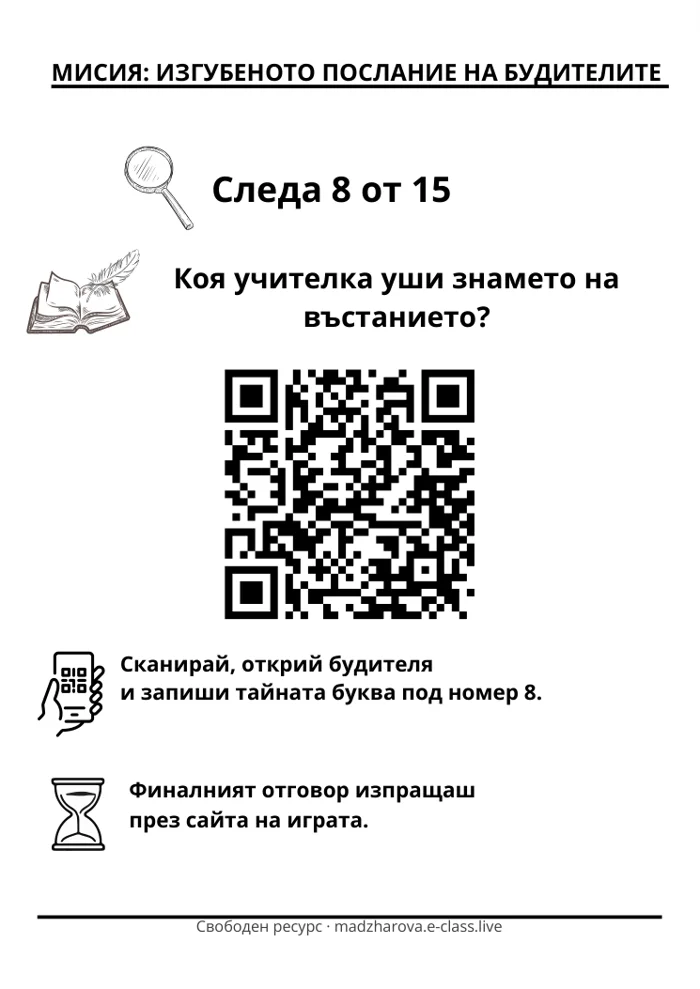 МИСИЯ: ИЗГУБЕНОТО ПОСЛАНИЕ НА БУДИТЕЛИТЕ
Следа 8 от 15
Коя учителка уши знамето на
въстанието?
Сканирай, открий будителя
и запиши тайната буква под номер 8.
Финалният отговор изпращаш
през сайта на играта.
Свободен ресурс · madzharova.e-class.live